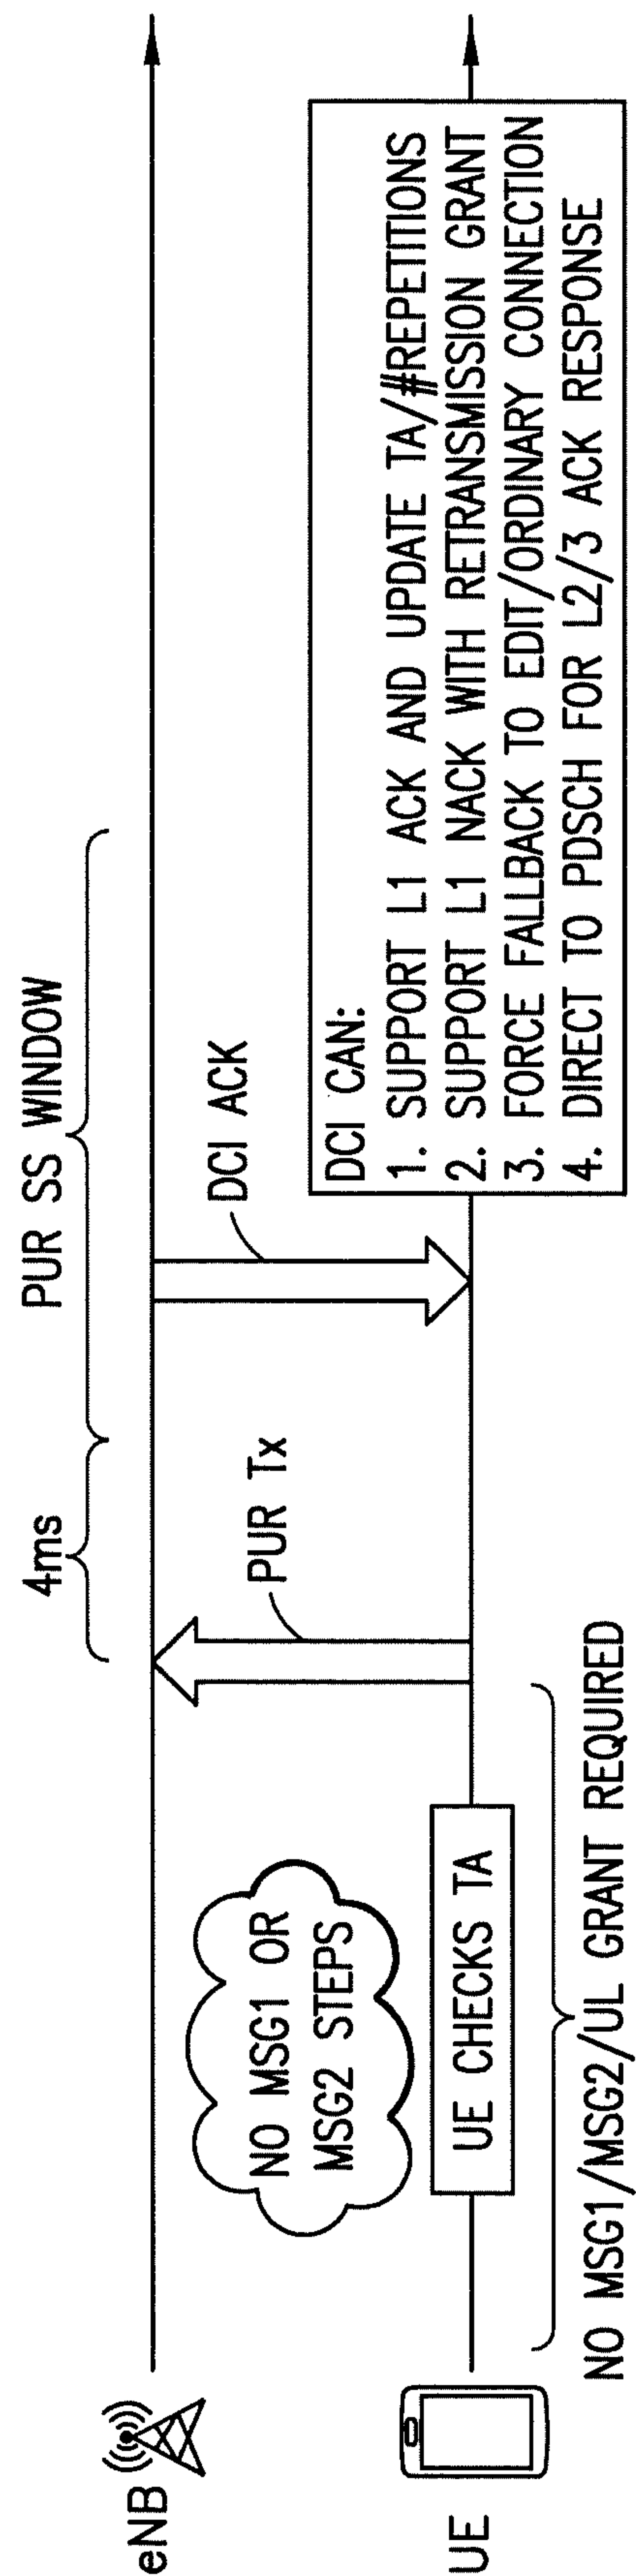 eNB
UE
NO MSG1 OR
MSG2 STEPS
UE CHECKS TA
NO MSG1/MSG2/UL GRANT REQUIRED
4ms
PUR Tx
PUR SS WINDOW
DCI ACK
DCI CAN:
1. SUPPORT L1 ACK AND UPDATE TA/#REPETITIONS
2. SUPPORT L1 NACK WITH RETRANSMISSION GRANT
3. FORCE FALLBACK TO EDIT/ORDINARY CONNECTION
4. DIRECT TO PDSCH FOR L2/3 ACK RESPONSE